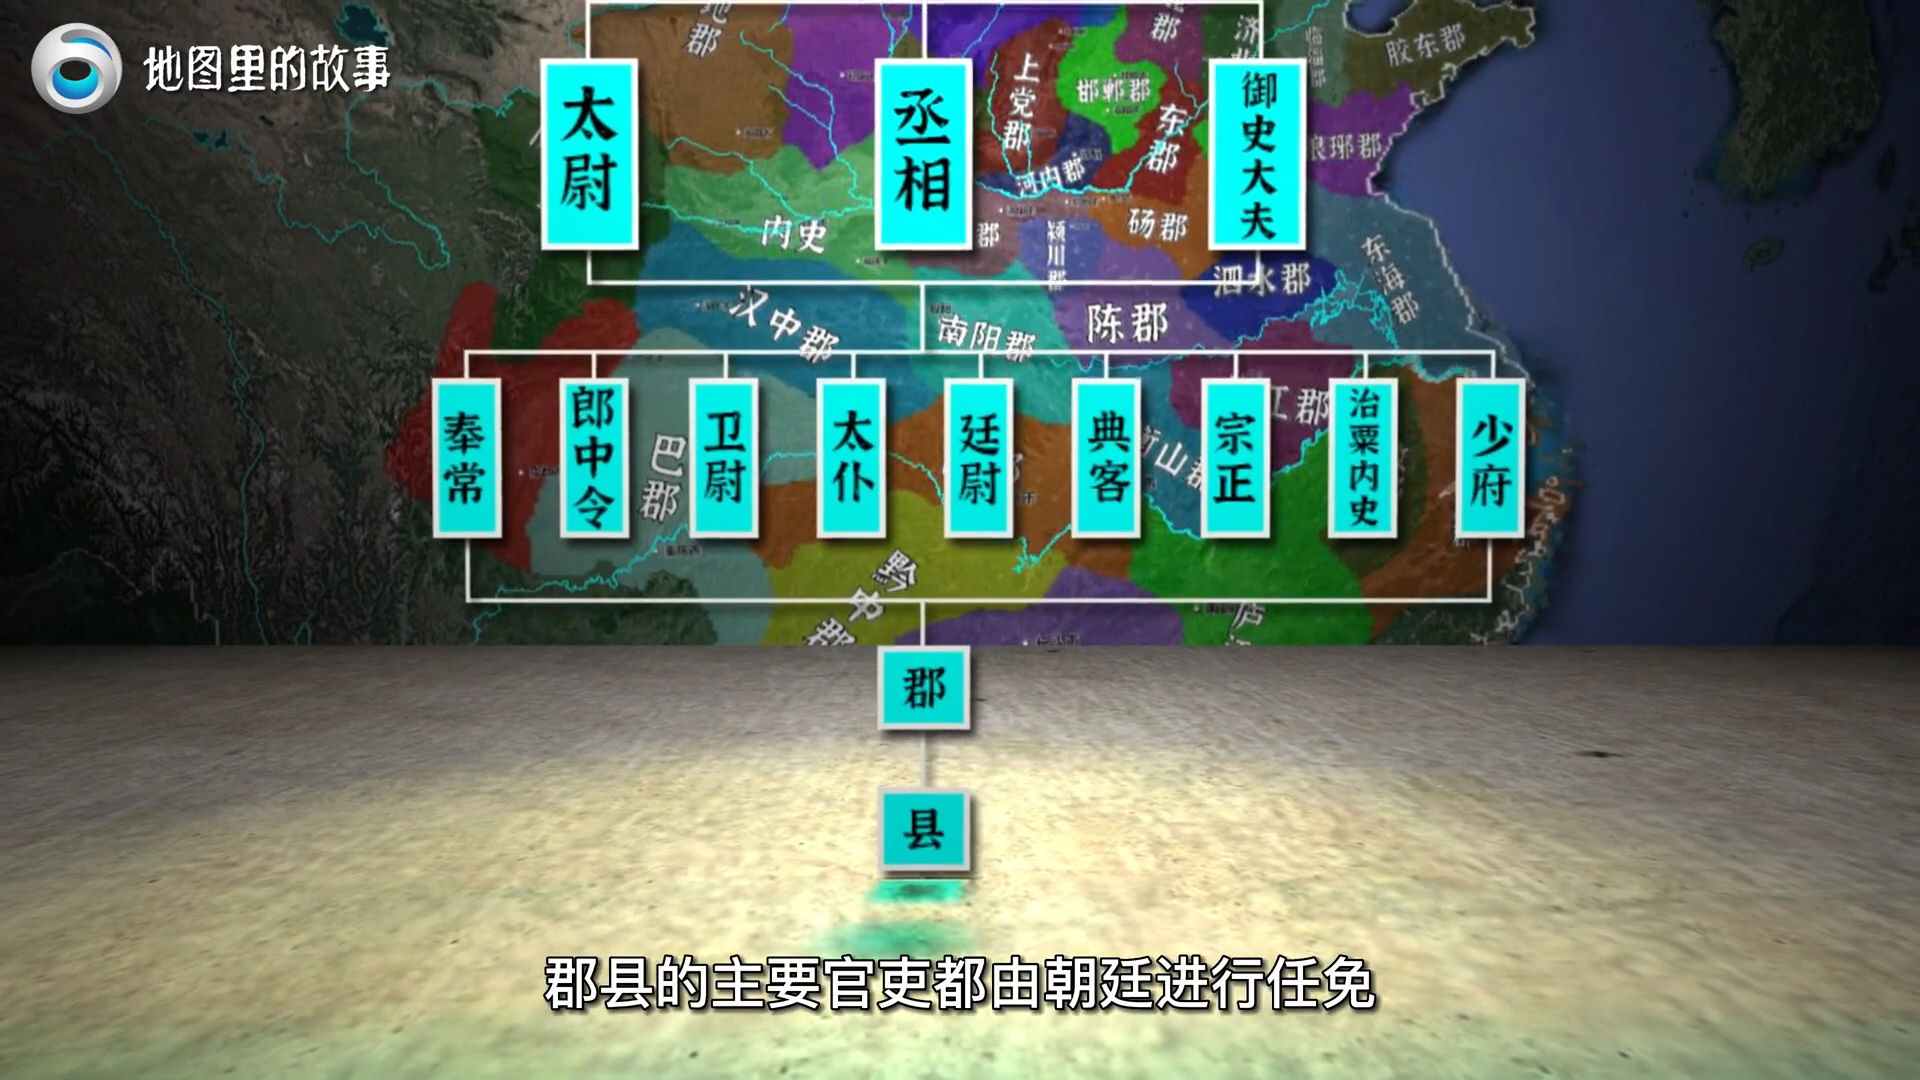 地图里的故事
太尉
丞相
御史大夫
郡
上党郡
邯郸郡
东郡
胶东郡
河内郡
内史
郡
颍川郡
砀郡
泗水郡
东海郡
汉中郡
南阳郡
陈郡
奉常
郎中令
卫尉
太仆
廷尉
典客
宗正
治粟内史
少府
巴郡
江郡
黔中郡
郡
县
郡县的主要官吏都由朝廷进行任免